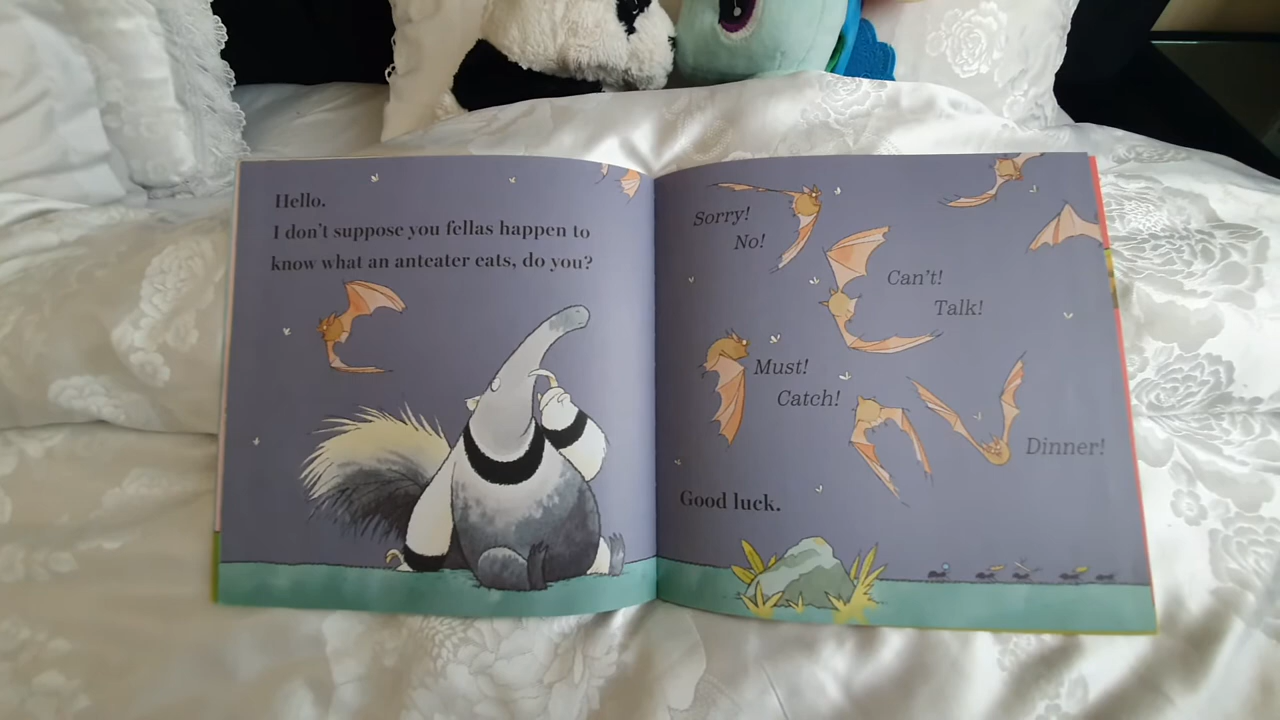 Hello.
I don't suppose you fellas happen to
know what an anteater eats, do you?
Sorry!
No!
Can't!
Talk!
Must!
Catch!
Dinner!
Good luck.